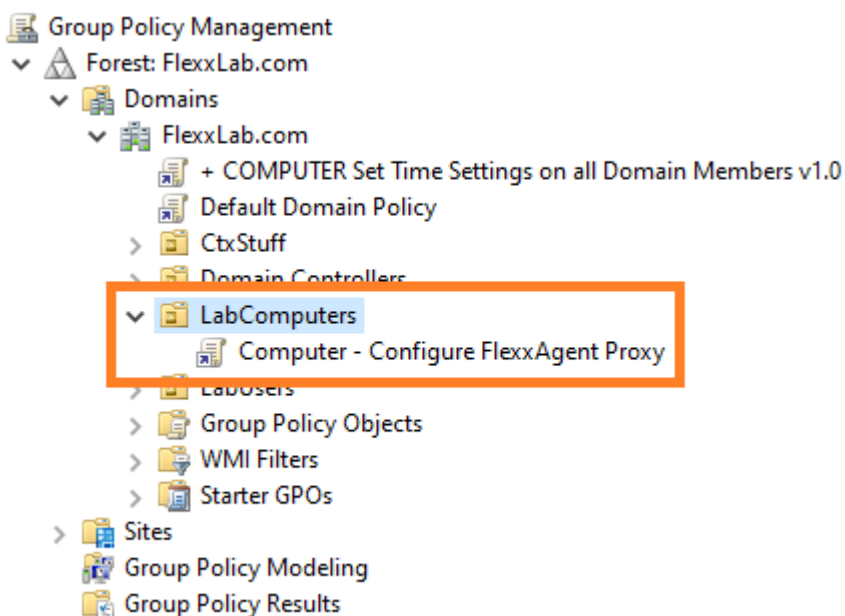 Group Policy Management
Forest: FlexxLab.com
Domains
FlexxLab.com
+ COMPUTER Set Time Settings on all Domain Members v1.0
Default Domain Policy
CtxStuff
Domain Controllers
LabComputers
Computer - Configure FlexxAgent Proxy
LabUsers
Group Policy Objects
WMI Filters
Starter GPOs
Sites
Group Policy Modeling
Group Policy Results